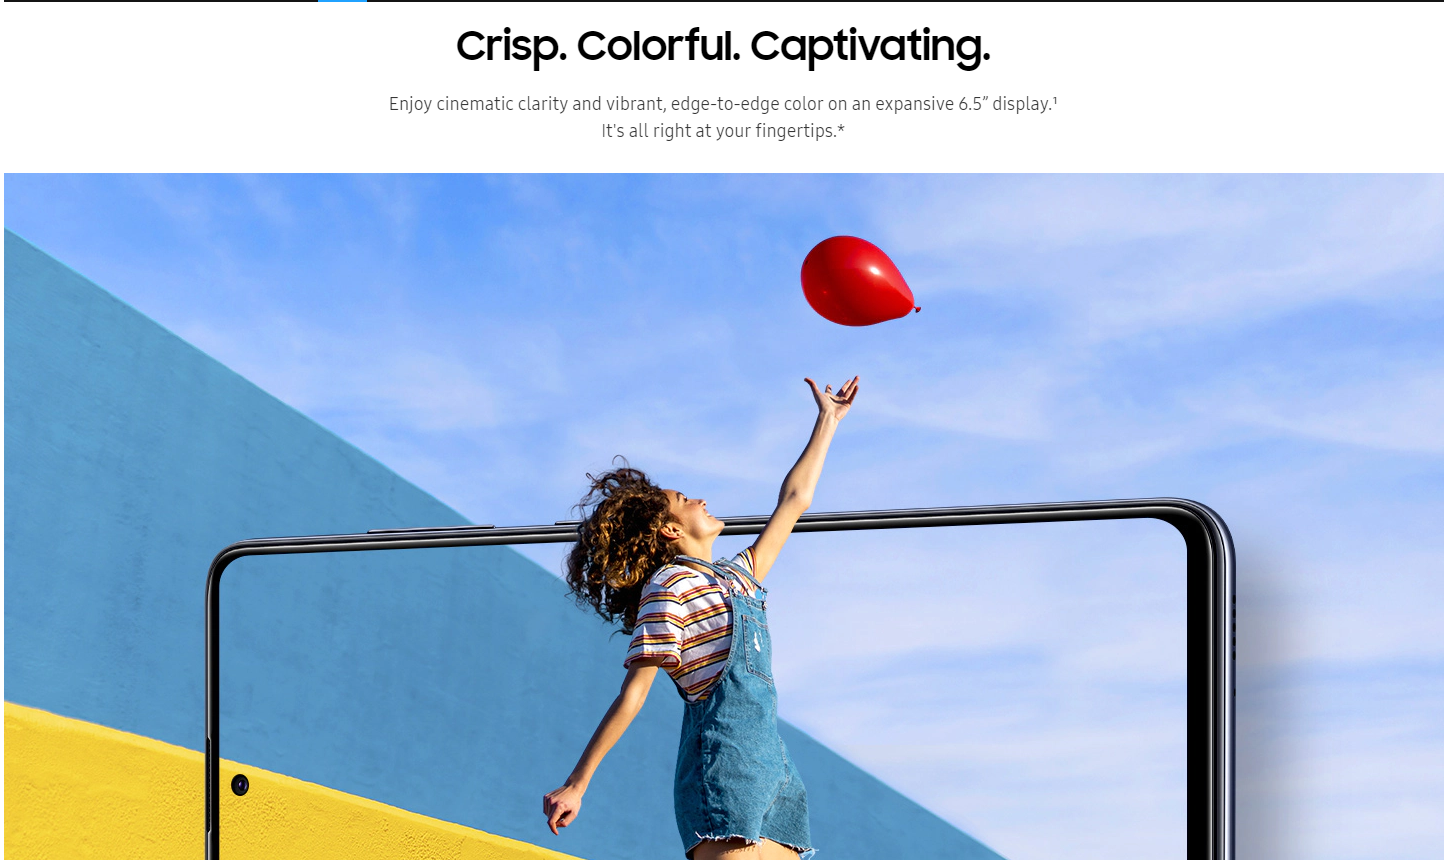 Crisp. Colorful. Captivating.
Enjoy cinematic clarity and vibrant, edge-to-edge color on an expansive 6.5” display.¹
It's all right at your fingertips.*